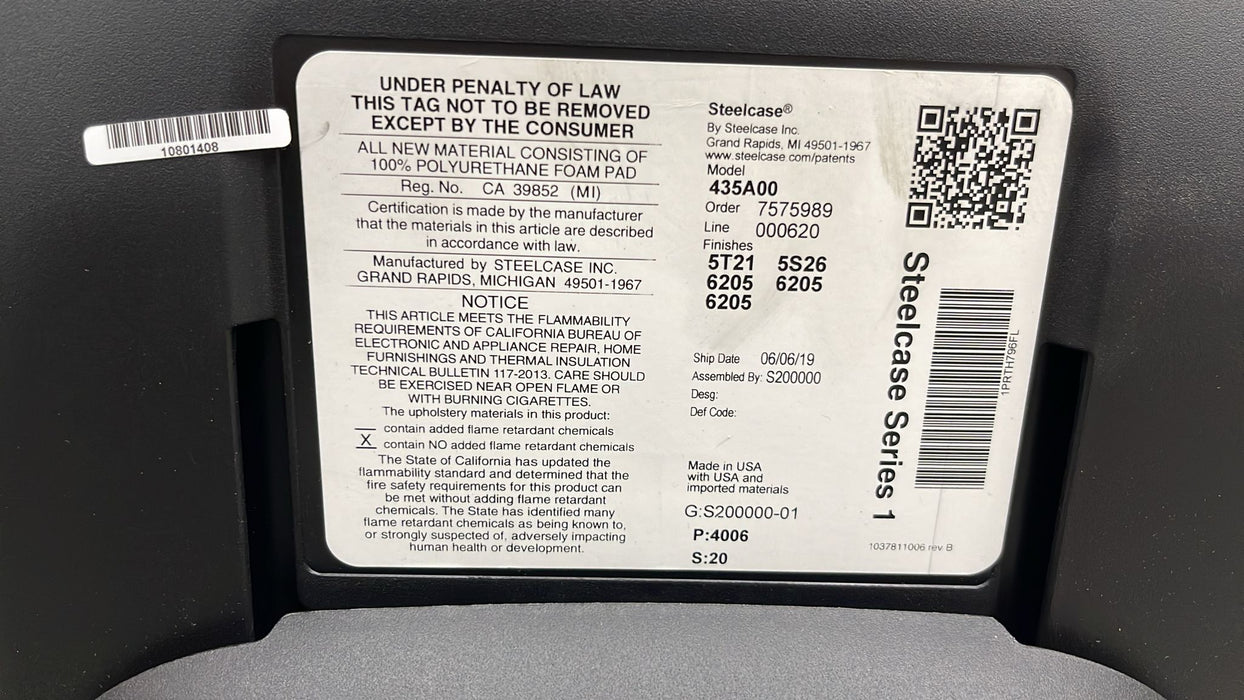 10801408
UNDER PENALTY OF LAW
THIS TAG NOT TO BE REMOVED
EXCEPT BY THE CONSUMER
ALL NEW MATERIAL CONSISTING OF
100% POLYURETHANE FOAM PAD
Reg. No. CA 39852 (MI)
Certification is made by the manufacturer
that the materials in this article are described
in accordance with law.
Manufactured by STEELCASE INC.
GRAND RAPIDS, MICHIGAN 49501-1967
NOTICE
THIS ARTICLE MEETS THE FLAMMABILITY
REQUIREMENTS OF CALIFORNIA BUREAU OF
ELECTRONIC AND APPLIANCE REPAIR, HOME
FURNISHINGS AND THERMAL INSULATION
TECHNICAL BULLETIN 117-2013. CARE SHOULD
BE EXERCISED NEAR OPEN FLAME OR
WITH BURNING CIGARETTES.
The upholstery materials in this product:
contain added flame retardant chemicals
X contain NO added flame retardant chemicals
The State of California has updated the
flammability standard and determined that the
fire safety requirements for this product can
be met without adding flame retardant
chemicals. The State has identified many
flame retardant chemicals as being known to,
or strongly suspected of, adversely impacting
human health or development.
Steelcase®
By Steelcase Inc.
Grand Rapids, MI 49501-1967
www.steelcase.com/patents
Model
435A00
Order 7575989
Line 000620
Finishes
5T21 5S26
6205 6205
6205
Ship Date 06/06/19
Assembled By: S200000
Desg:
Def Code:
Made in USA
with USA and
imported materials
G:S200000-01
P:4006
S:20
Steelcase Series 1
1PRTH796FL
1037811006 rev B